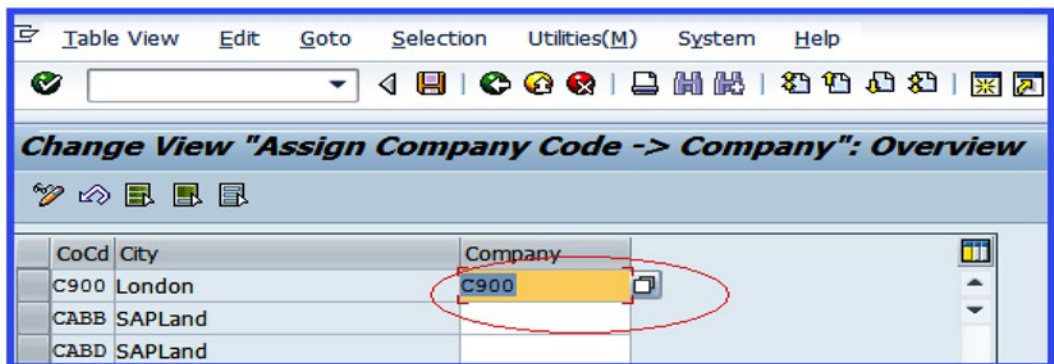 Table View Edit Goto Selection Utilities(M) System Help
Change View "Assign Company Code -> Company": Overview
CoCd City Company
C900 London C900
CABB SAPLand
CABD SAPLand